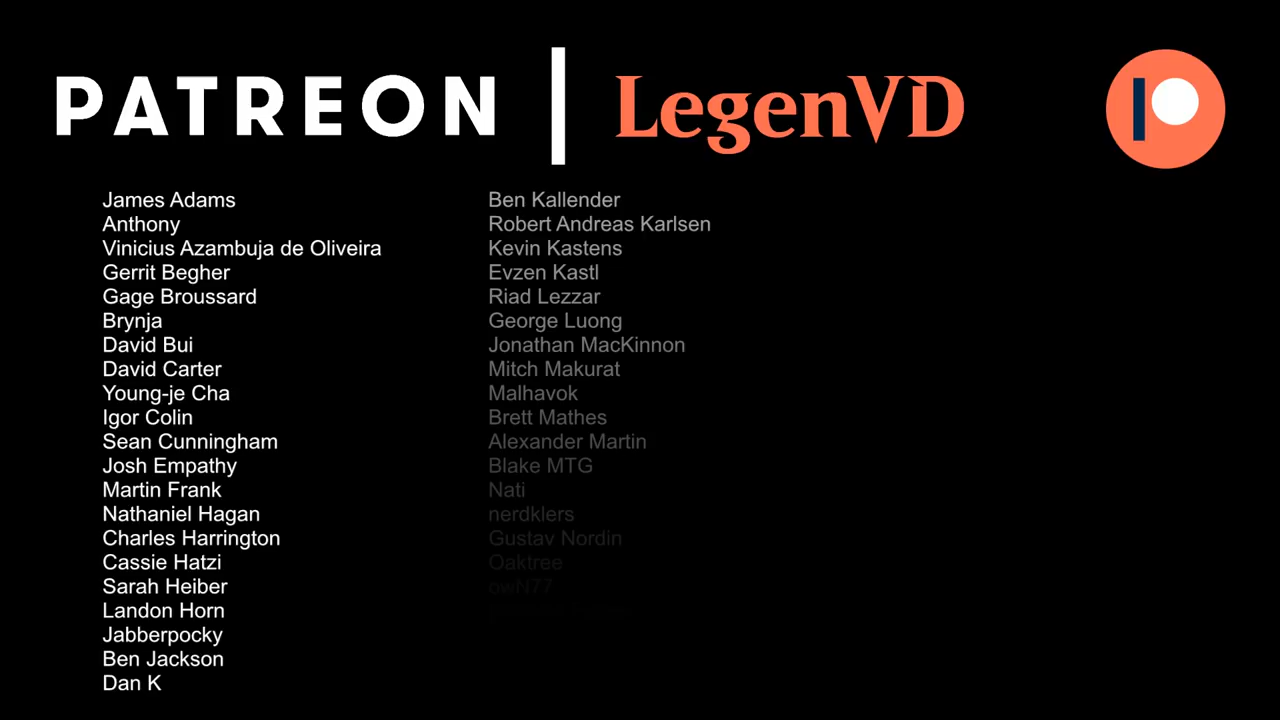 PATREON | LegenVD
James Adams
Anthony
Vinicius Azambuja de Oliveira
Gerrit Begher
Gage Broussard
Brynja
David Bui
David Carter
Young-je Cha
Igor Colin
Sean Cunningham
Josh Empathy
Martin Frank
Nathaniel Hagan
Charles Harrington
Cassie Hatzi
Sarah Heiber
Landon Horn
Jabberpocky
Ben Jackson
Dan K
Ben Kallender
Robert Andreas Karlsen
Kevin Kastens
Evzen Kastl
Riad Lezzar
George Luong
Jonathan MacKinnon
Mitch Makurat
Malhavok
Brett Mathes
Alexander Martin
Blake MTG
Nati
nerdklers
Gustav Nordin
Oaktree
owN77